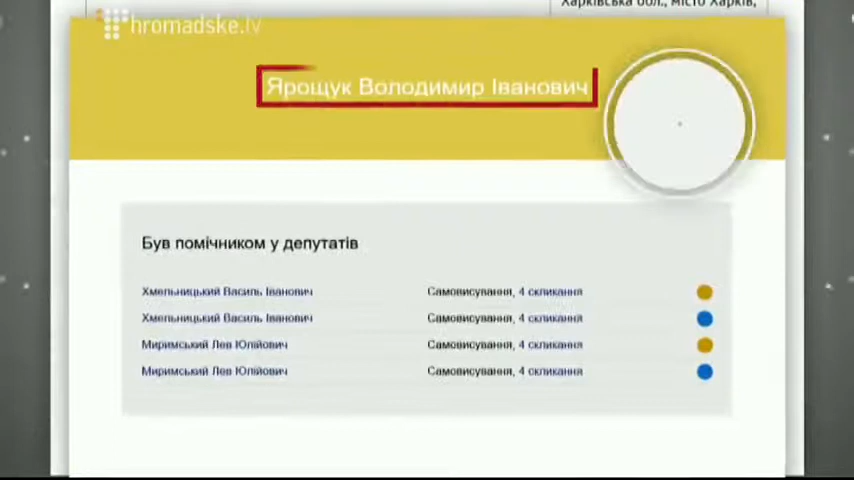 Харківська обл., місто Харків,
hromadske.tv
Ярощук Володимир Іванович
Був помічником у депутатів
Хмельницький Василь Іванович Самовисування, 4 скликання
Хмельницький Василь Іванович Самовисування, 4 скликання
Миримський Лев Юлійович Самовисування, 4 скликання
Миримський Лев Юлійович Самовисування, 4 скликання